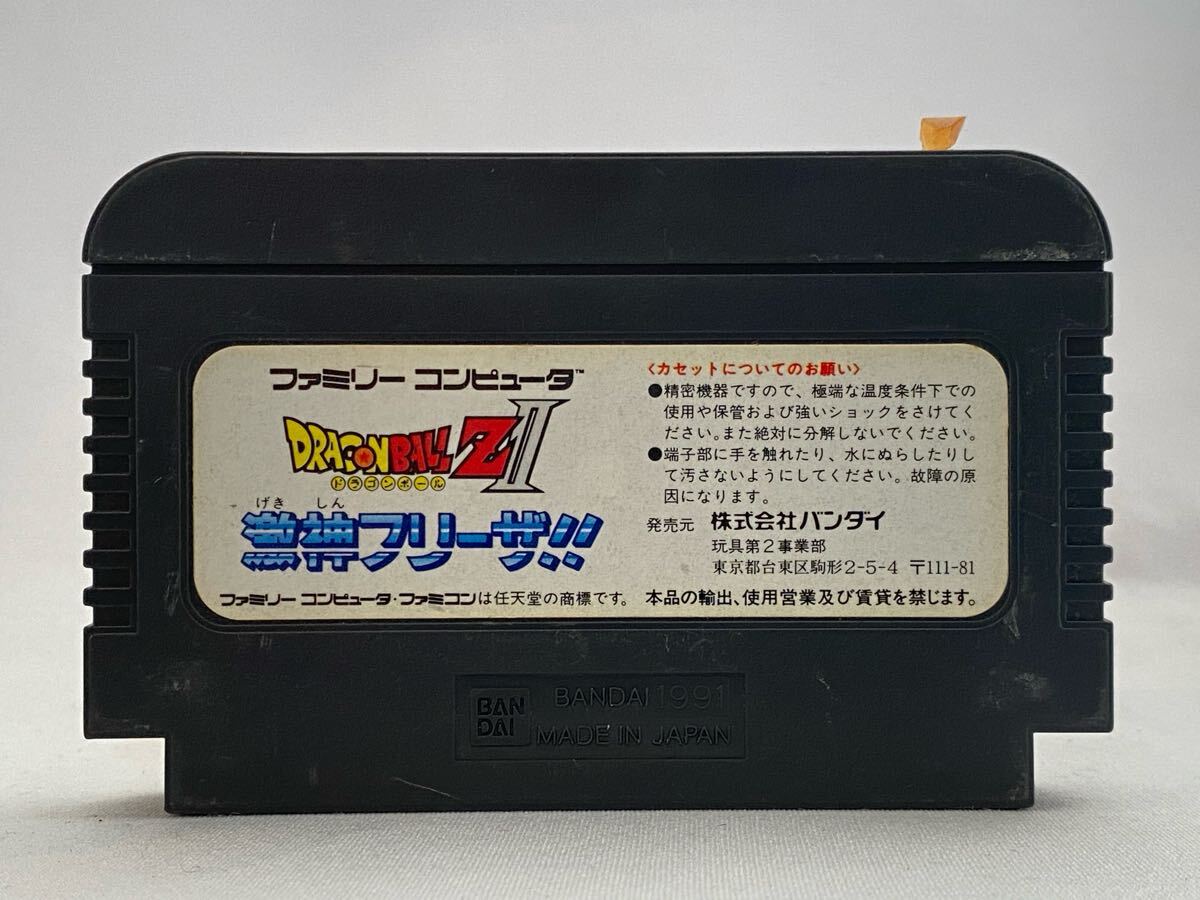 ファミリー コンピュータ™
DRAGON BALL Z II
ドラゴンボール
げき しん
激神フリーザ!!
ファミリー コンピュータ・ファミコンは任天堂の商標です。
〈カセットについてのお願い〉
●精密機器ですので、極端な温度条件下での
使用や保管および強いショックをさけてく
ださい。また絶対に分解しないでください。
●端子部に手を触れたり、水にぬらしたりし
て汚さないようにしてください。故障の原
因になります。
発売元 株式会社バンダイ
玩具第2事業部
東京都台東区駒形2-5-4 〒111-81
本品の輸出、使用営業及び賃貸を禁じます。
BAN
DAI
BANDAI 1991
MADE IN JAPAN